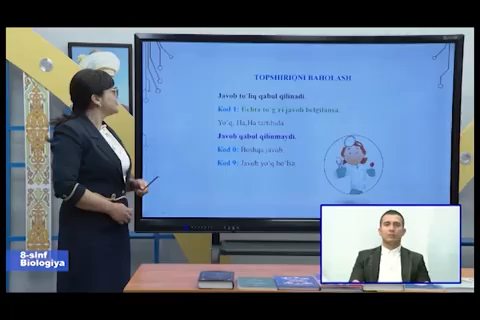 TOPSHIRIQNI BAHOLASH
Javob to'liq qabul qilinadi.
Kod 1: Uchta to'g'ri javob belgilansa.
Yo'q, Ha, Ha tartibida
Javob qabul qilinmaydi.
Kod 0: Boshqa javob.
Kod 9: Javob yo'q bo'lsa.
8-sinf
Biologiya